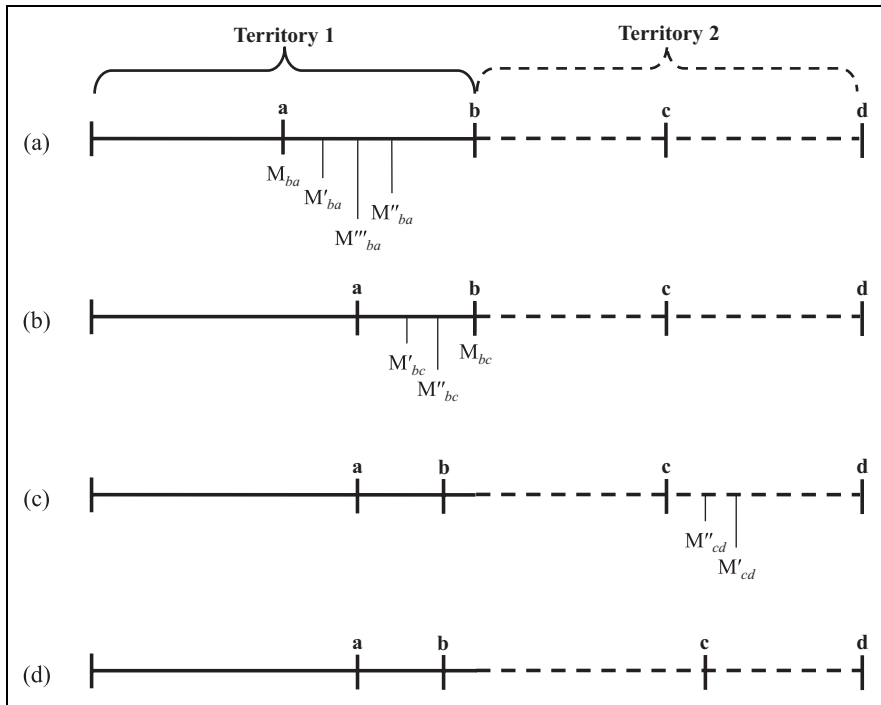 Territory 1 Territory 2
a b c d
(a)
M_ba
M′_ba M″_ba
M‴_ba
a b c d
(b)
M′_bc M_bc
M″_bc
a b c d
(c)
M″_cd
M′_cd
a b c d
(d)